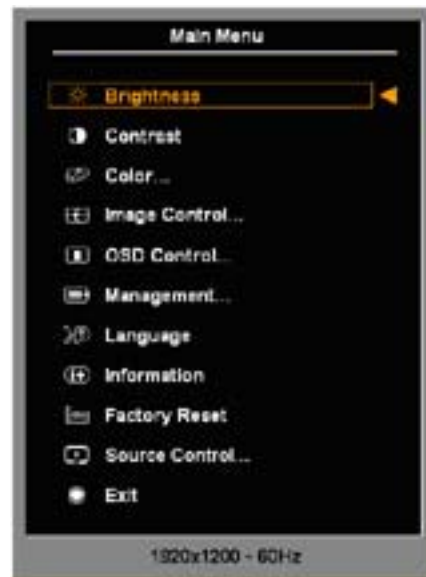 Main Menu
Brightness
Contrast
Color...
Image Control...
OSD Control...
Management...
Language
Information
Factory Reset
Source Control...
Exit
1920x1200 - 60Hz